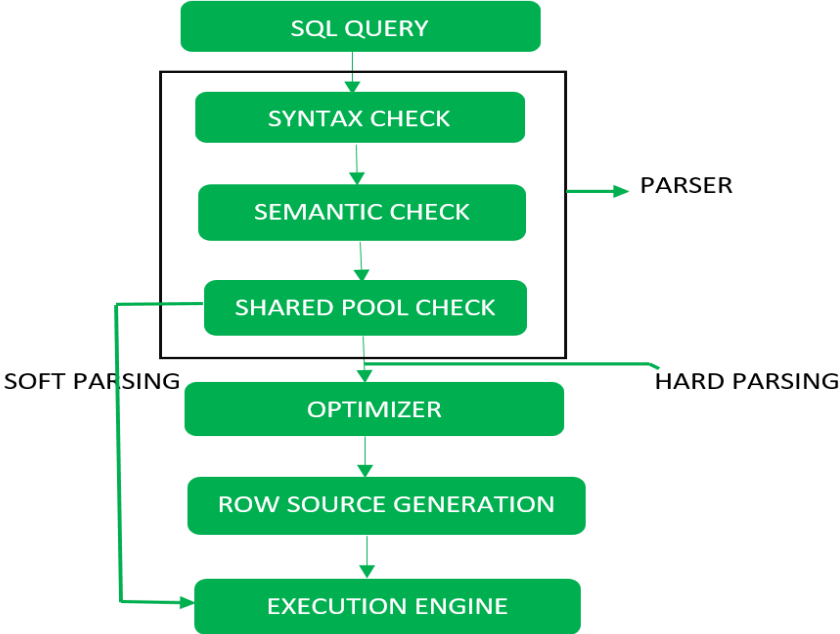 SQL QUERY
SYNTAX CHECK
PARSER
SEMANTIC CHECK
SHARED POOL CHECK
SOFT PARSING
HARD PARSING
OPTIMIZER
ROW SOURCE GENERATION
EXECUTION ENGINE